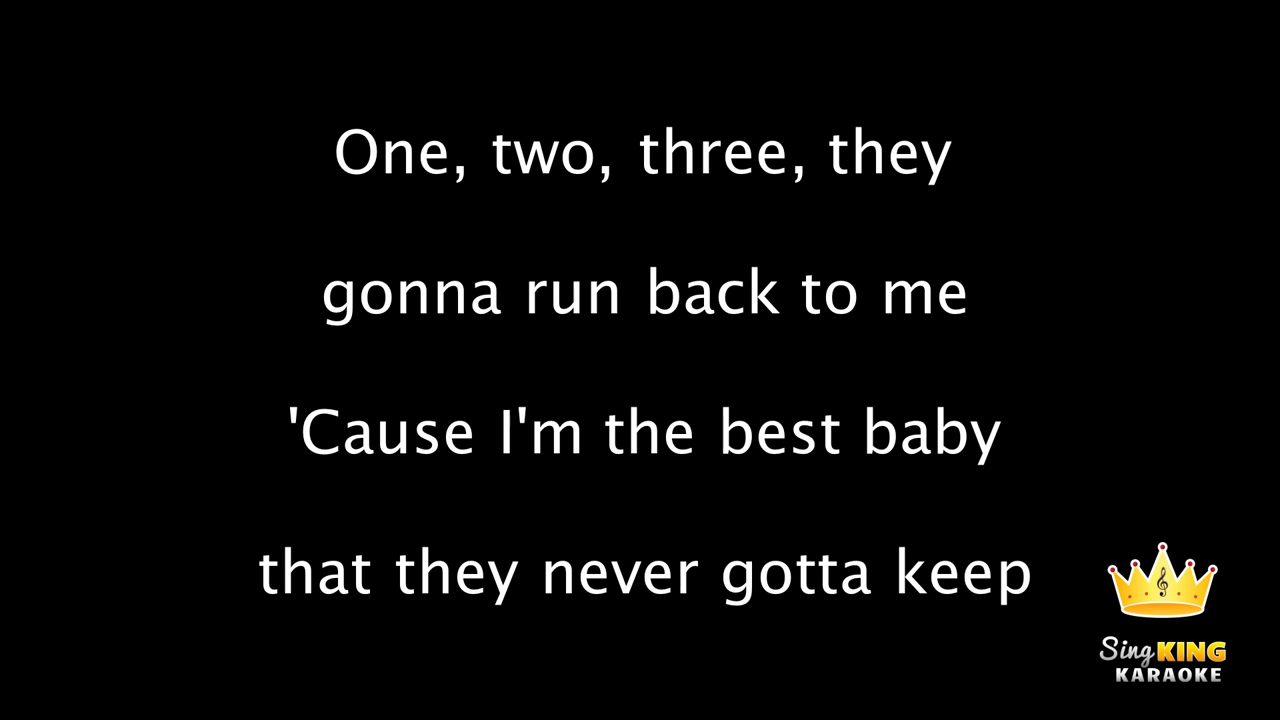 One, two, three, they
gonna run back to me
'Cause I'm the best baby
that they never gotta keep
Sing KING
KARAOKE